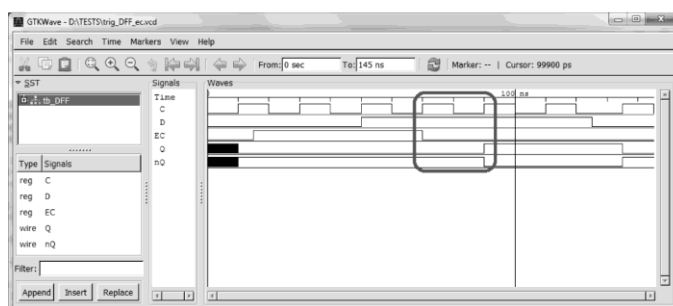 GTKWave - D:\TESTS\trig_DFF_ec.vcd
File Edit Search Time Markers View Help
From: 0 sec To: 145 ns Marker: -- | Cursor: 99900 ps
SST
tb_DFF
Type Signals
reg C
reg D
reg EC
wire Q
wire nQ
Filter:
Append Insert Replace
Signals
Time
C
D
EC
Q
nQ
Waves
100 ns